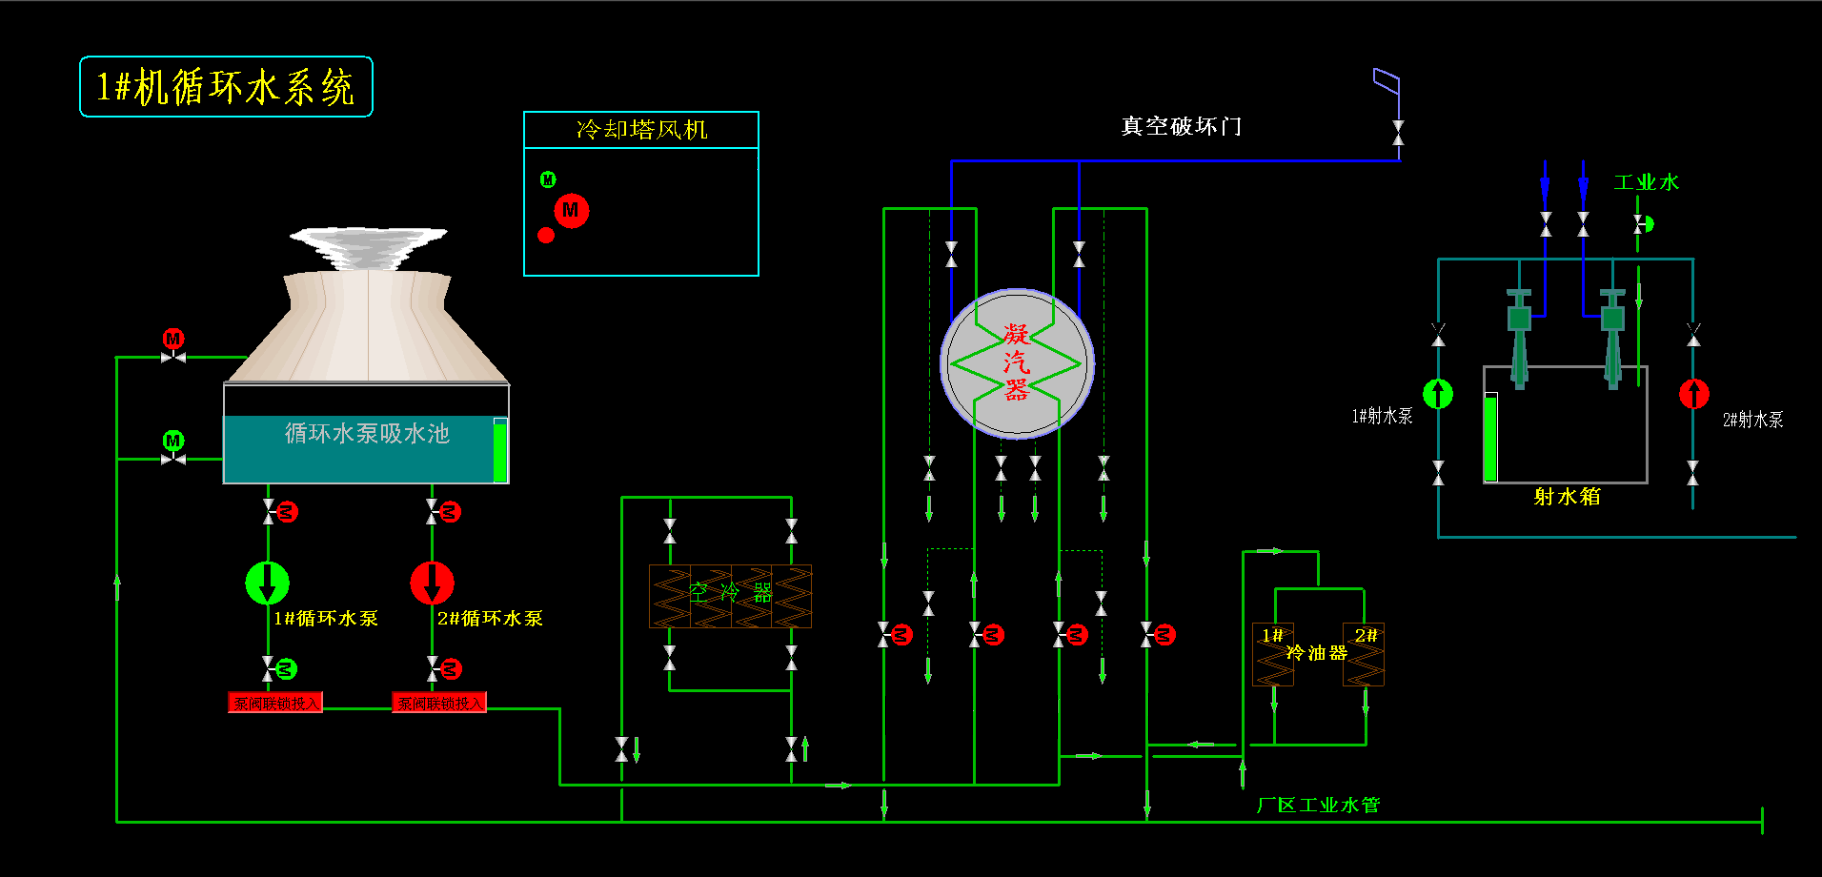 1#机循环水系统
冷却塔风机
M
M
真空破坏门
工业水
M
凝
汽
器
1#射水泵
2#射水泵
M
循环水泵吸水池
射水箱
M
M
空冷器
1#循环水泵
2#循环水泵
M
M
M
M
1#
2#
冷油器
M
M
泵阀联锁投入
泵阀联锁投入
厂区工业水管